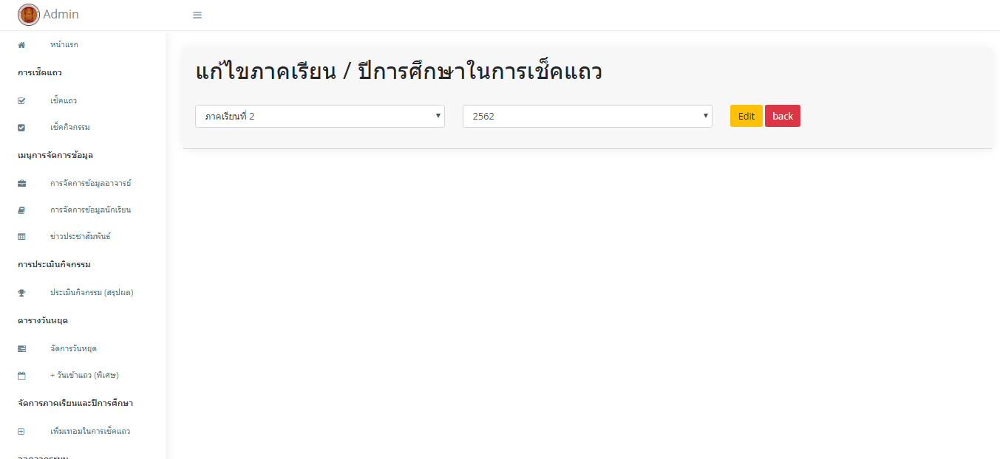 Admin
หน้าแรก
การเช็คแถว
เช็คแถว
เช็คกิจกรรม
เมนูการจัดการข้อมูล
การจัดการข้อมูลอาจารย์
การจัดการข้อมูลนักเรียน
ข่าวประชาสัมพันธ์
การประเมินกิจกรรม
ประเมินกิจกรรม (สรุปผล)
ตารางวันหยุด
จัดการวันหยุด
+ วันเข้าแถว (พิเศษ)
จัดการภาคเรียนและปีการศึกษา
เพิ่มเทอมในการเช็คแถว
แก้ไขภาคเรียน / ปีการศึกษาในการเช็คแถว
ภาคเรียนที่ 2 2562 Edit back